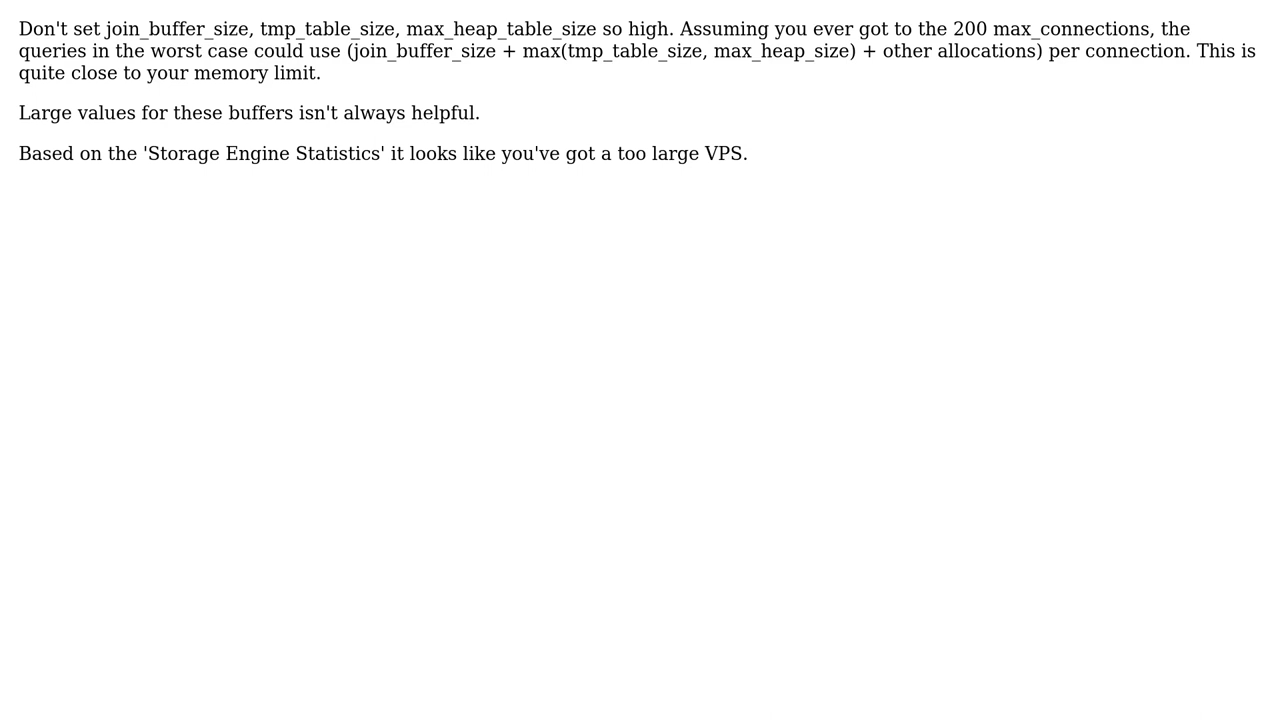 Don't set join_buffer_size, tmp_table_size, max_heap_table_size so high. Assuming you ever got to the 200 max_connections, the
queries in the worst case could use (join_buffer_size + max(tmp_table_size, max_heap_size) + other allocations) per connection. This is
quite close to your memory limit.
Large values for these buffers isn't always helpful.
Based on the 'Storage Engine Statistics' it looks like you've got a too large VPS.